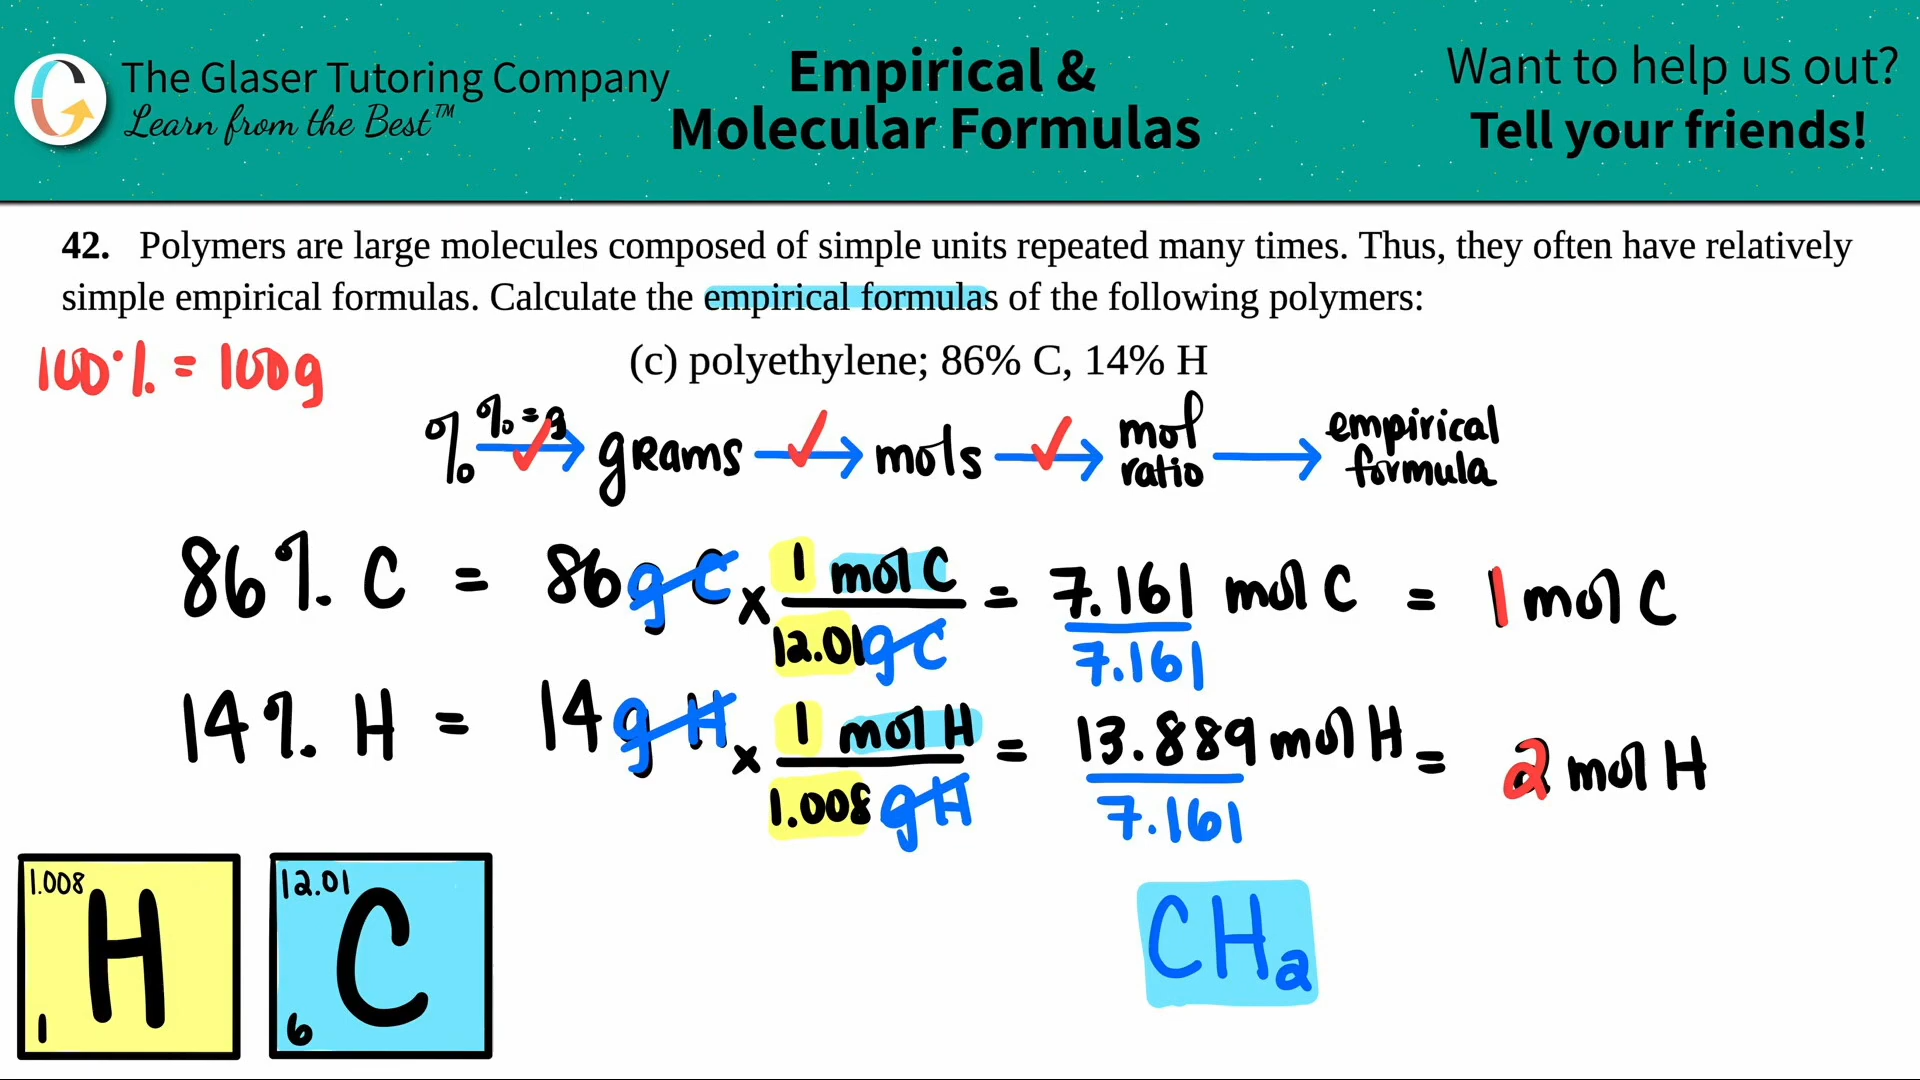 The Glaser Tutoring Company
Learn from the Best™
Empirical &
Molecular Formulas
Want to help us out?
Tell your friends!
42. Polymers are large molecules composed of simple units repeated many times. Thus, they often have relatively
simple empirical formulas. Calculate the empirical formulas of the following polymers:
100% = 100g
(c) polyethylene; 86% C, 14% H
% %=g → grams → mols → mol ratio → empirical formula
86% C = 86 g C x 1 mol C / 12.01 g C = 7.161 mol C / 7.161 = 1 mol C
14% H = 14 g H x 1 mol H / 1.008 g H = 13.889 mol H / 7.161 = 2 mol H
1.008
H
1
12.01
C
6
CH₂